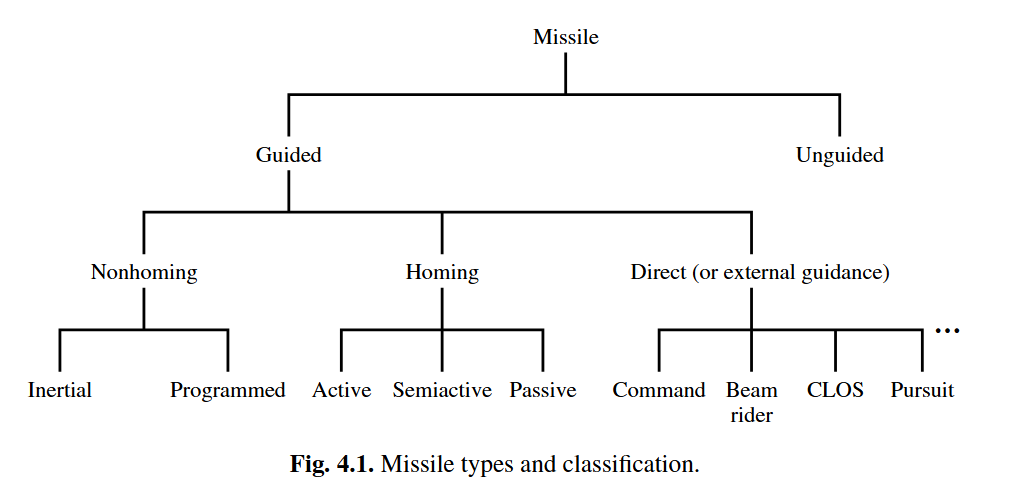 Missile
Guided Unguided
Nonhoming Homing Direct (or external guidance)
...
Inertial Programmed Active Semiactive Passive Command Beam CLOS Pursuit
rider
Fig. 4.1. Missile types and classification.